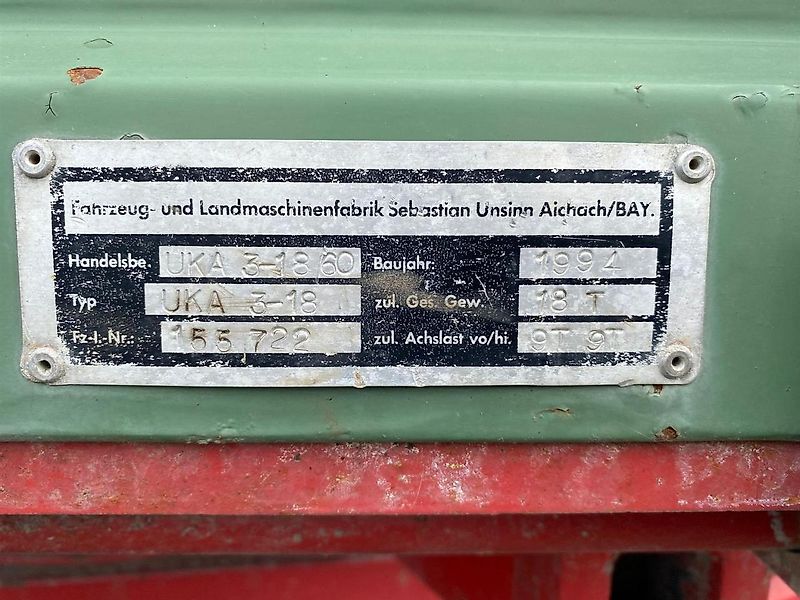 Fahrzeug- und Landmaschinenfabrik Sebastian Unsinn Aichach/BAY.
Handelsbe. UKA 3-18 60 Baujahr: 1994
Typ UKA 3-18 zul. Ges. Gew. 18 T
Fz-I.-Nr.: 155 722 zul. Achslast vo/hi. 9T 9T